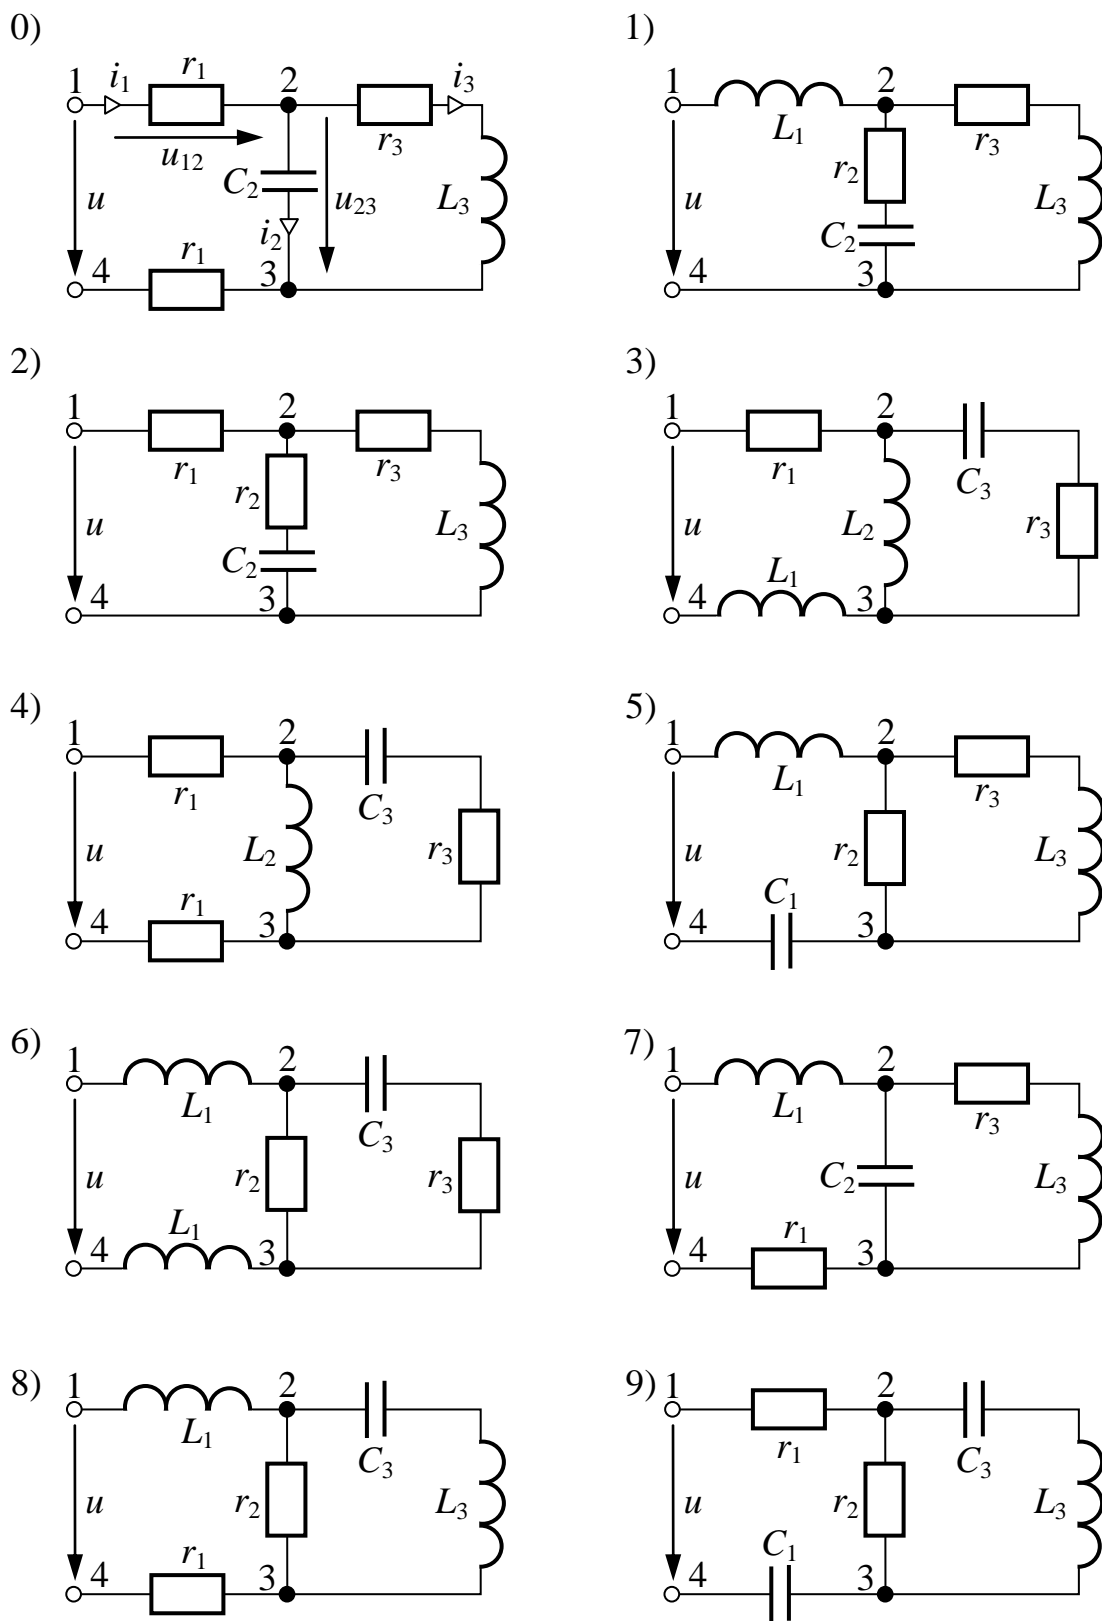 0)
1 i1 r1 2 i3
u12 r3
u C2 u23 L3
i2
4 r1 3
1)
1 L1 2 r3
u r2 L3
C2
4 3
2)
1 r1 2 r3
u r2 L3
C2
4 3
3)
1 r1 2 C3
u L2 r3
L1
4 3
4)
1 r1 2 C3
u L2 r3
4 r1 3
5)
1 L1 2 r3
u r2 L3
C1
4 3
6)
1 L1 2 C3
u r2 r3
L1
4 3
7)
1 L1 2 r3
u C2 L3
4 r1 3
8)
1 L1 2 C3
u r2 L3
4 r1 3
9)
1 r1 2 C3
u r2 L3
C1
4 3